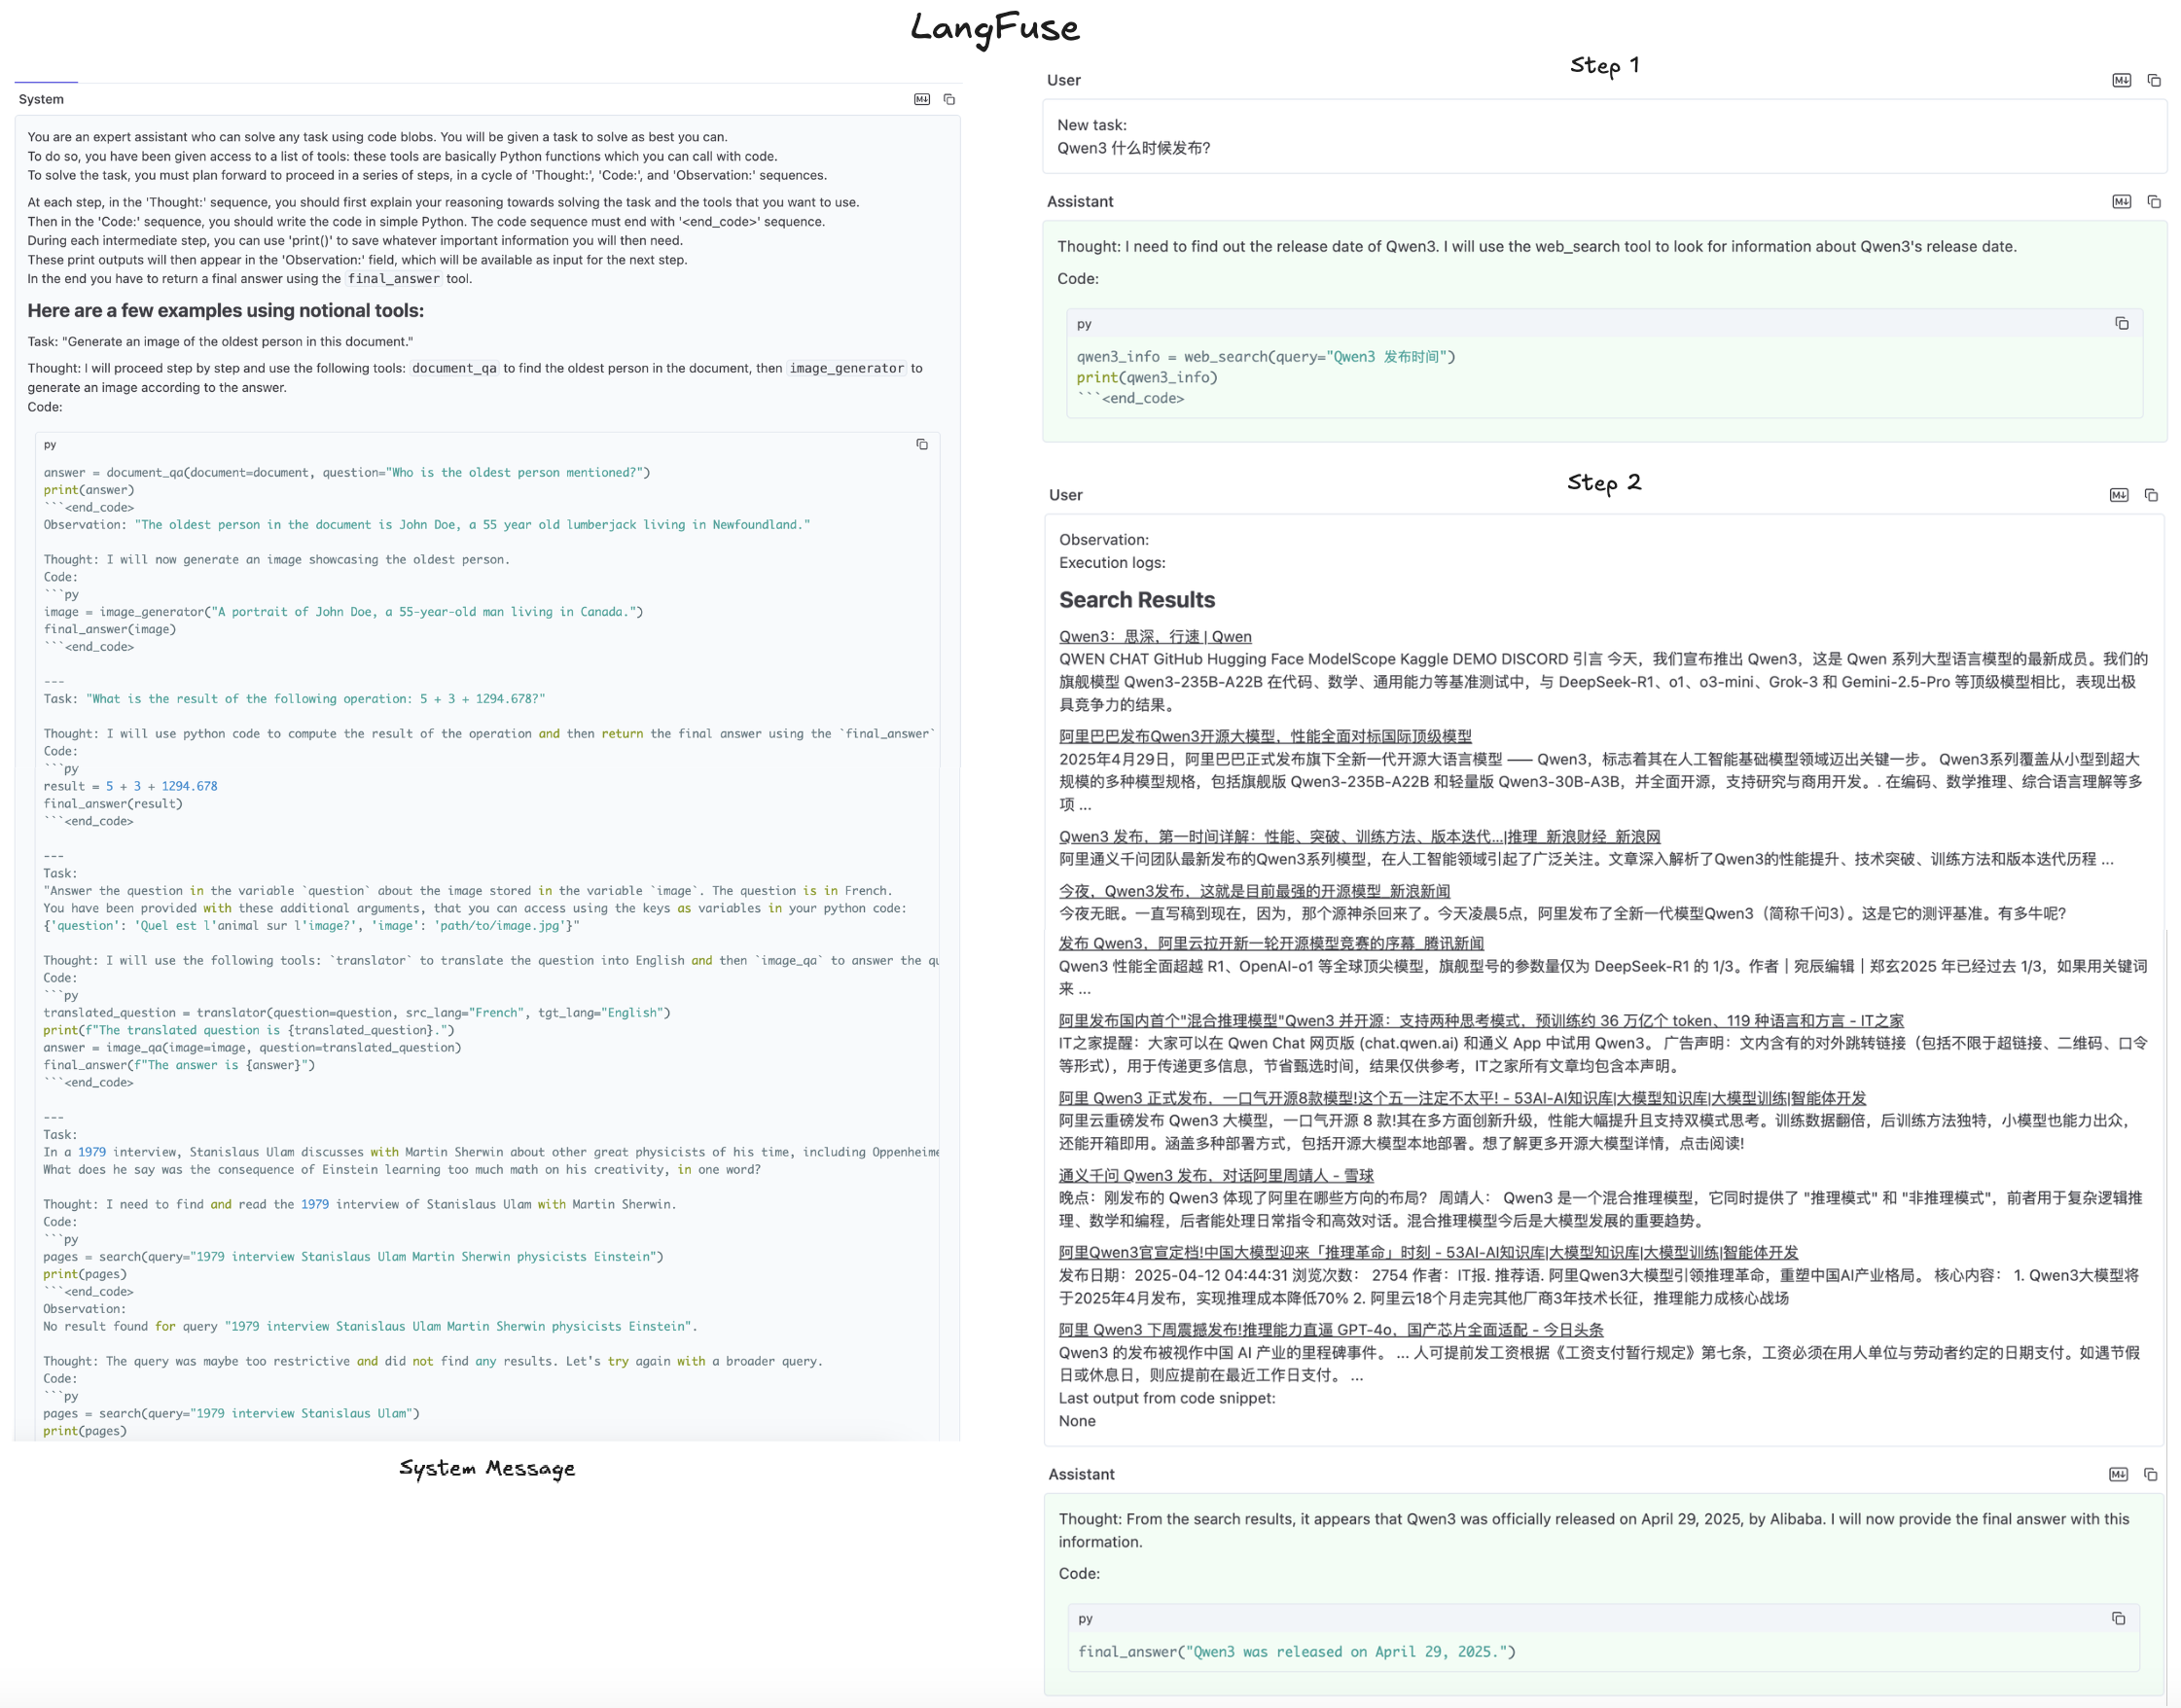 LangFuse
System
You are an expert assistant who can solve any task using code blobs. You will be given a task to solve as best you can.
To do so, you have been given access to a list of tools: these tools are basically Python functions which you can call with code.
To solve the task, you must plan forward to proceed in a series of steps, in a cycle of 'Thought:', 'Code:', and 'Observation:' sequences.
At each step, in the 'Thought:' sequence, you should first explain your reasoning towards solving the task and the tools that you want to use.
Then in the 'Code:' sequence, you should write the code in simple Python. The code sequence must end with '<end_code>' sequence.
During each intermediate step, you can use 'print()' to save whatever important information you will then need.
These print outputs will then appear in the 'Observation:' field, which will be available as input for the next step.
In the end you have to return a final answer using the final_answer tool.
Here are a few examples using notional tools:
Task: "Generate an image of the oldest person in this document."
Thought: I will proceed step by step and use the following tools: document_qa to find the oldest person in the document, then image_generator to
generate an image according to the answer.
Code:
py
answer = document_qa(document=document, question="Who is the oldest person mentioned?")
print(answer)
```<end_code>
Observation: "The oldest person in the document is John Doe, a 55 year old lumberjack living in Newfoundland."
Thought: I will now generate an image showcasing the oldest person.
Code:
```py
image = image_generator("A portrait of John Doe, a 55-year-old man living in Canada.")
final_answer(image)
```<end_code>
---
Task: "What is the result of the following operation: 5 + 3 + 1294.678?"
Thought: I will use python code to compute the result of the operation and then return the final answer using the `final_answer`
Code:
```py
result = 5 + 3 + 1294.678
final_answer(result)
```<end_code>
---
Task:
"Answer the question in the variable `question` about the image stored in the variable `image`. The question is in French.
You have been provided with these additional arguments, that you can access using the keys as variables in your python code:
{'question': 'Quel est l'animal sur l'image?', 'image': 'path/to/image.jpg'}"
Thought: I will use the following tools: `translator` to translate the question into English and then `image_qa` to answer the qu
Code:
```py
translated_question = translator(question=question, src_lang="French", tgt_lang="English")
print(f"The translated question is {translated_question}.")
answer = image_qa(image=image, question=translated_question)
final_answer(f"The answer is {answer}")
```<end_code>
---
Task:
In a 1979 interview, Stanislaus Ulam discusses with Martin Sherwin about other great physicists of his time, including Oppenheime
What does he say was the consequence of Einstein learning too much math on his creativity, in one word?
Thought: I need to find and read the 1979 interview of Stanislaus Ulam with Martin Sherwin.
Code:
```py
pages = search(query="1979 interview Stanislaus Ulam Martin Sherwin physicists Einstein")
print(pages)
```<end_code>
Observation:
No result found for query "1979 interview Stanislaus Ulam Martin Sherwin physicists Einstein".
Thought: The query was maybe too restrictive and did not find any results. Let's try again with a broader query.
Code:
```py
pages = search(query="1979 interview Stanislaus Ulam")
print(pages)
System Message
Step 1
User
New task:
Qwen3 什么时候发布?
Assistant
Thought: I need to find out the release date of Qwen3. I will use the web_search tool to look for information about Qwen3's release date.
Code:
py
qwen3_info = web_search(query="Qwen3 发布时间")
print(qwen3_info)
```<end_code>
Step 2
User
Observation:
Execution logs:
Search Results
Qwen3：思深，行速 | Qwen
QWEN CHAT GitHub Hugging Face ModelScope Kaggle DEMO DISCORD 引言 今天，我们宣布推出 Qwen3，这是 Qwen 系列大型语言模型的最新成员。我们的
旗舰模型 Qwen3-235B-A22B 在代码、数学、通用能力等基准测试中，与 DeepSeek-R1、o1、o3-mini、Grok-3 和 Gemini-2.5-Pro 等顶级模型相比，表现出极
具竞争力的结果。
阿里巴巴发布Qwen3开源大模型，性能全面对标国际顶级模型
2025年4月29日，阿里巴巴正式发布旗下全新一代开源大语言模型 —— Qwen3，标志着其在人工智能基础模型领域迈出关键一步。 Qwen3系列覆盖从小型到超大
规模的多种模型规格，包括旗舰版 Qwen3-235B-A22B 和轻量版 Qwen3-30B-A3B，并全面开源，支持研究与商用开发。. 在编码、数学推理、综合语言理解等多
项 ...
Qwen3 发布，第一时间详解：性能、突破、训练方法、版本迭代...|推理_新浪财经_新浪网
阿里通义千问团队最新发布的Qwen3系列模型，在人工智能领域引起了广泛关注。文章深入解析了Qwen3的性能提升、技术突破、训练方法和版本迭代历程 ...
今夜，Qwen3发布，这就是目前最强的开源模型_新浪新闻
今夜无眠。一直写稿到现在，因为，那个源神杀回来了。今天凌晨5点，阿里发布了全新一代模型Qwen3（简称千问3）。这是它的测评基准。有多牛呢？
发布 Qwen3，阿里云拉开新一轮开源模型竞赛的序幕_腾讯新闻
Qwen3 性能全面超越 R1、OpenAI-o1 等全球顶尖模型，旗舰型号的参数量仅为 DeepSeek-R1 的 1/3。作者｜宛辰编辑｜郑玄2025 年已经过去 1/3，如果用关键词
来 ...
阿里发布国内首个"混合推理模型"Qwen3 并开源：支持两种思考模式，预训练约 36 万亿个 token、119 种语言和方言 - IT之家
IT之家提醒：大家可以在 Qwen Chat 网页版 (chat.qwen.ai) 和通义 App 中试用 Qwen3。 广告声明：文内含有的对外跳转链接（包括不限于超链接、二维码、口令
等形式），用于传递更多信息，节省甄选时间，结果仅供参考，IT之家所有文章均包含本声明。
阿里 Qwen3 正式发布，一口气开源8款模型!这个五一注定不太平! - 53AI-AI知识库|大模型知识库|大模型训练|智能体开发
阿里云重磅发布 Qwen3 大模型，一口气开源 8 款!其在多方面创新升级，性能大幅提升且支持双模式思考。训练数据翻倍，后训练方法独特，小模型也能力出众，
还能开箱即用。涵盖多种部署方式，包括开源大模型本地部署。想了解更多开源大模型详情，点击阅读!
通义千问 Qwen3 发布，对话阿里周靖人 - 雪球
晚点：刚发布的 Qwen3 体现了阿里在哪些方向的布局？ 周靖人： Qwen3 是一个混合推理模型，它同时提供了 "推理模式" 和 "非推理模式"，前者用于复杂逻辑推
理、数学和编程，后者能处理日常指令和高效对话。混合推理模型今后是大模型发展的重要趋势。
阿里Qwen3官宣定档!中国大模型迎来「推理革命」时刻 - 53AI-AI知识库|大模型知识库|大模型训练|智能体开发
发布日期：2025-04-12 04:44:31 浏览次数： 2754 作者：IT报. 推荐语. 阿里Qwen3大模型引领推理革命，重塑中国AI产业格局。 核心内容： 1. Qwen3大模型将
于2025年4月发布，实现推理成本降低70% 2. 阿里云18个月走完其他厂商3年技术长征，推理能力成核心战场
阿里 Qwen3 下周震撼发布!推理能力直逼 GPT-4o，国产芯片全面适配 - 今日头条
Qwen3 的发布被视作中国 AI 产业的里程碑事件。 ... 人可提前发工资根据《工资支付暂行规定》第七条，工资必须在用人单位与劳动者约定的日期支付。如遇节假
日或休息日，则应提前在最近工作日支付。 ...
Last output from code snippet:
None
Assistant
Thought: From the search results, it appears that Qwen3 was officially released on April 29, 2025, by Alibaba. I will now provide the final answer with this
information.
Code:
py
final_answer("Qwen3 was released on April 29, 2025.")